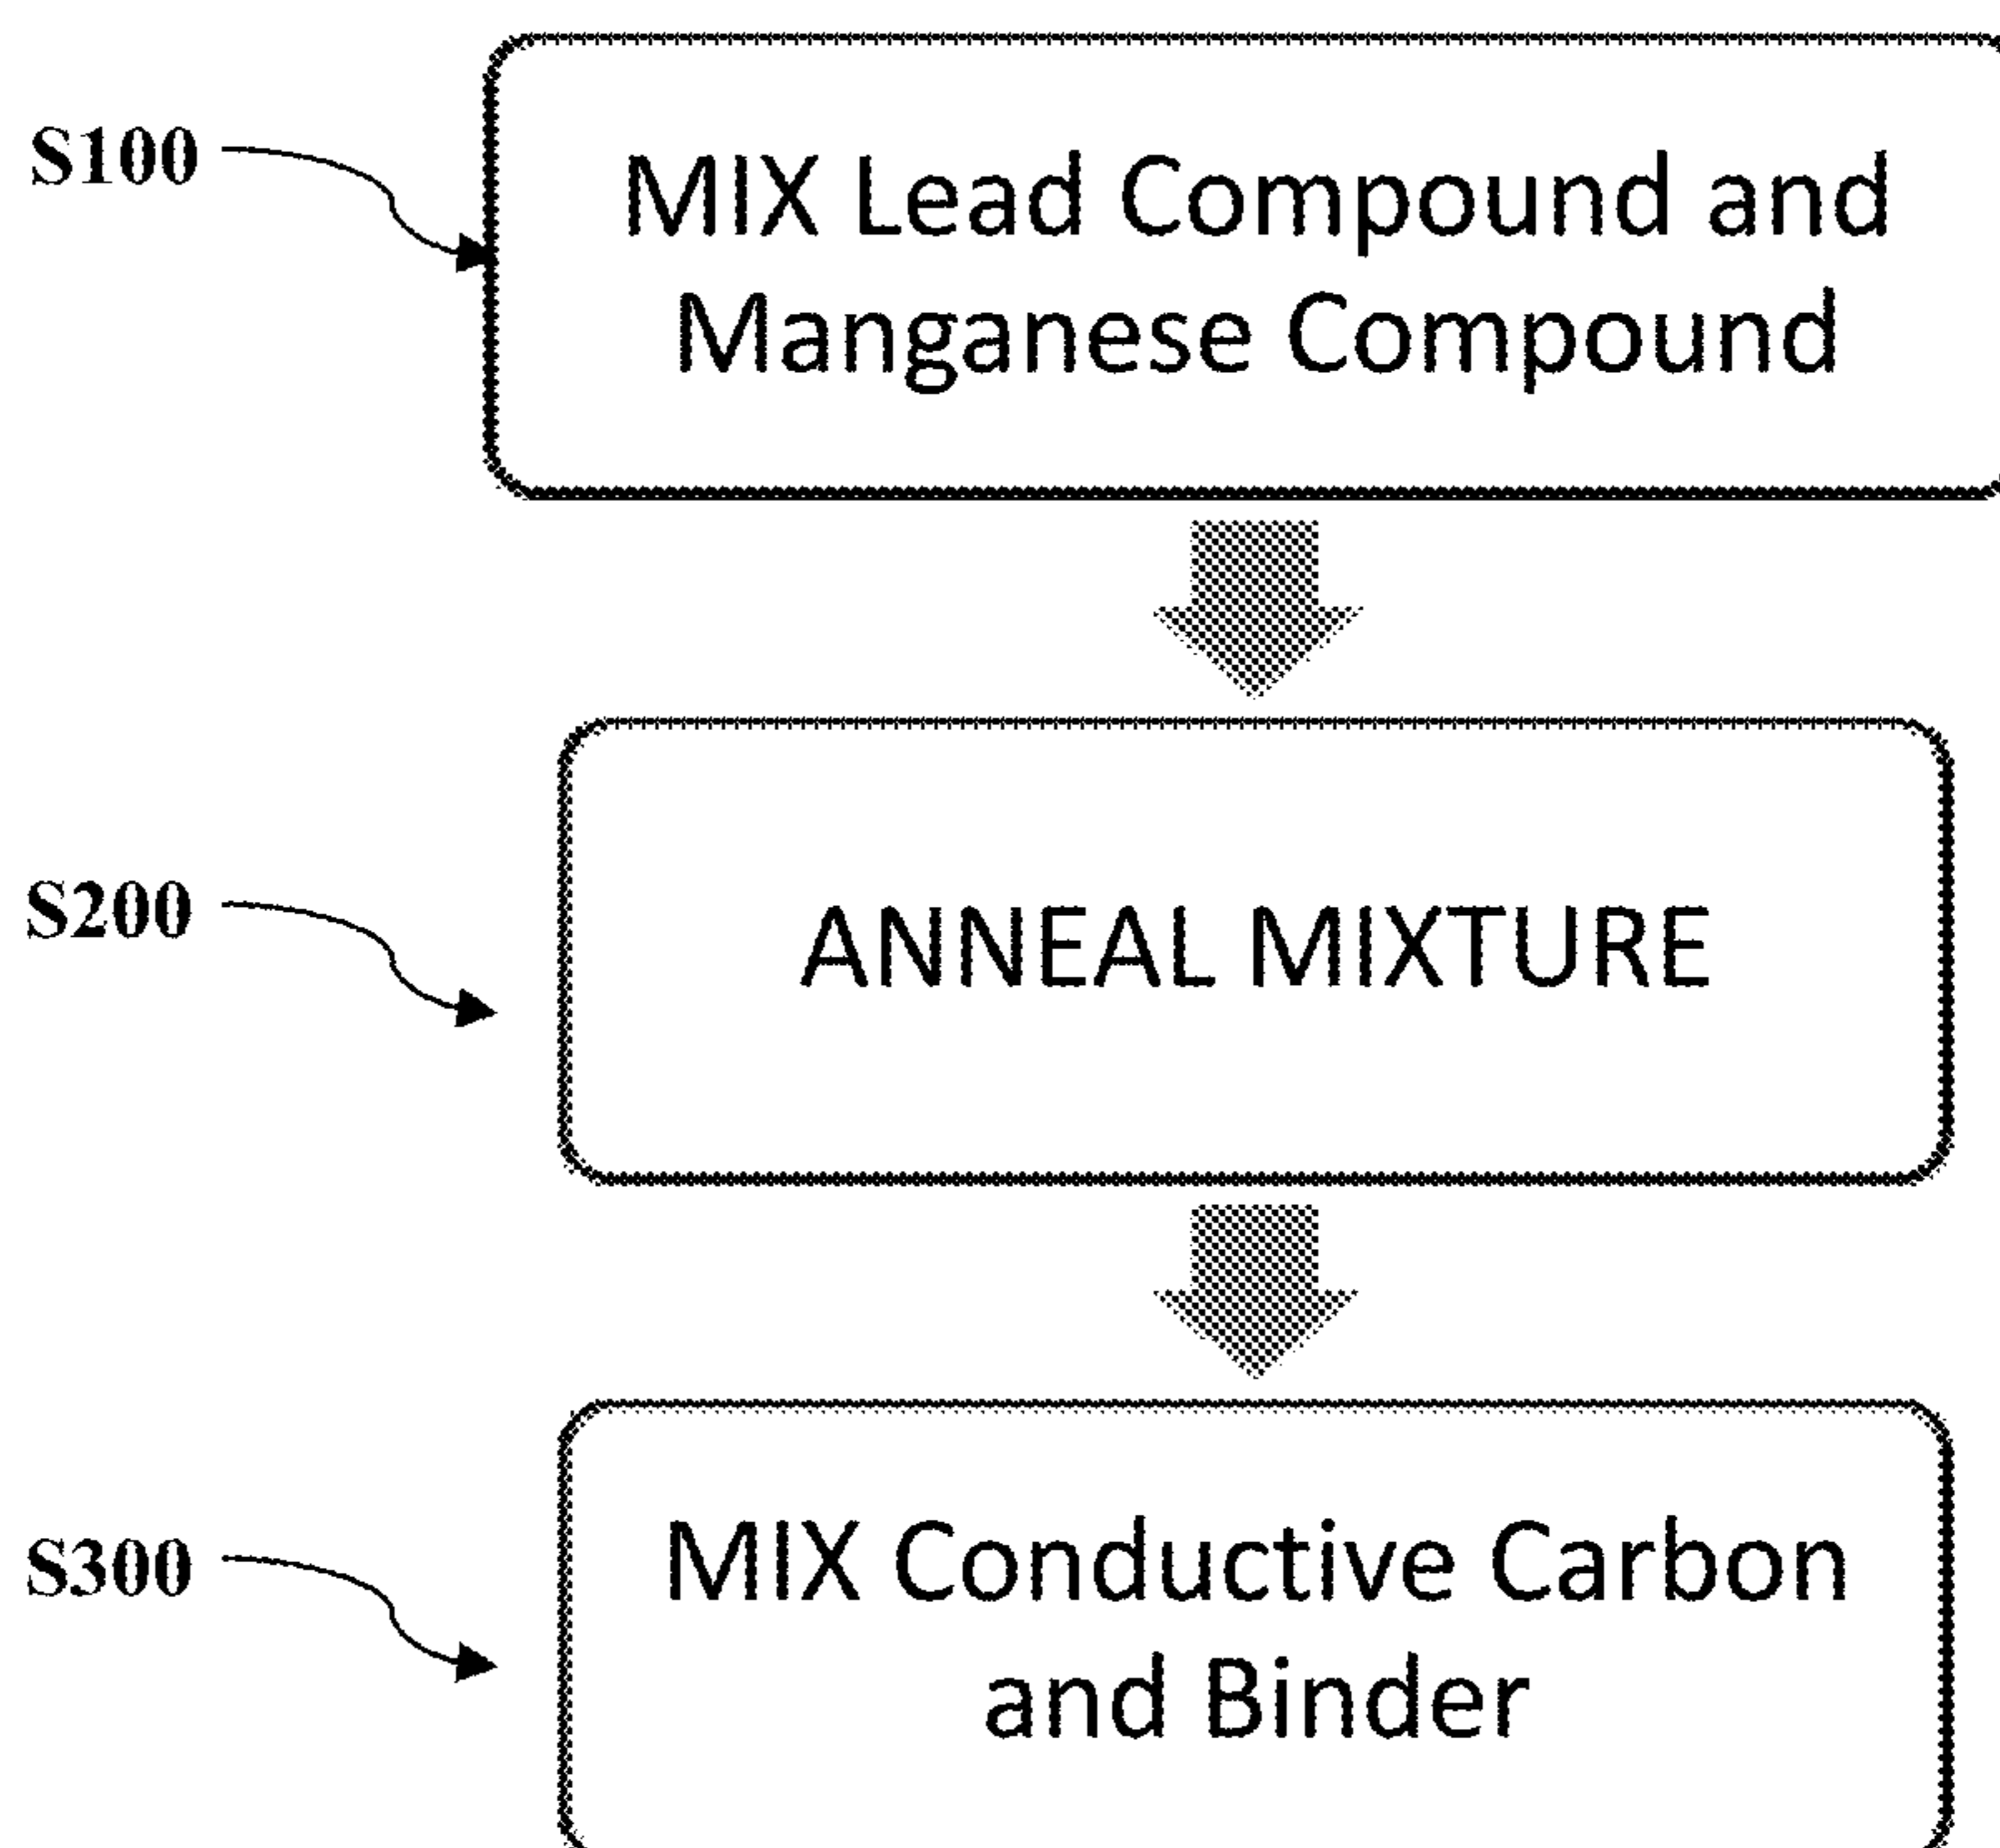 S100
MIX Lead Compound and
Manganese Compound
S200
ANNEAL MIXTURE
S300
MIX Conductive Carbon
and Binder